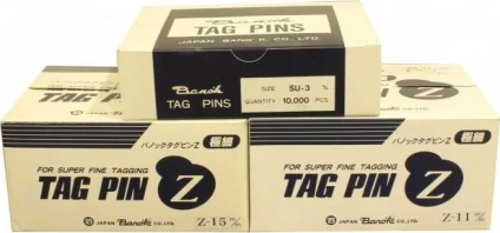 Banok
TAG PINS
JAPAN BANO'K CO., LTD.
Banok
TAG PINS
SIZE SU-3 %
QUANTITY 10,000 PCS
バノックタグピンZ 極細
FOR SUPER FINE TAGGING
TAG PIN Z
JAPAN Banok CO.,LTD.
Z-15 m/m
バノックタグピンZ 極細
FOR SUPER FINE TAGGING
TAG PIN Z
JAPAN Banok CO.,LTD.
Z-11 m/m